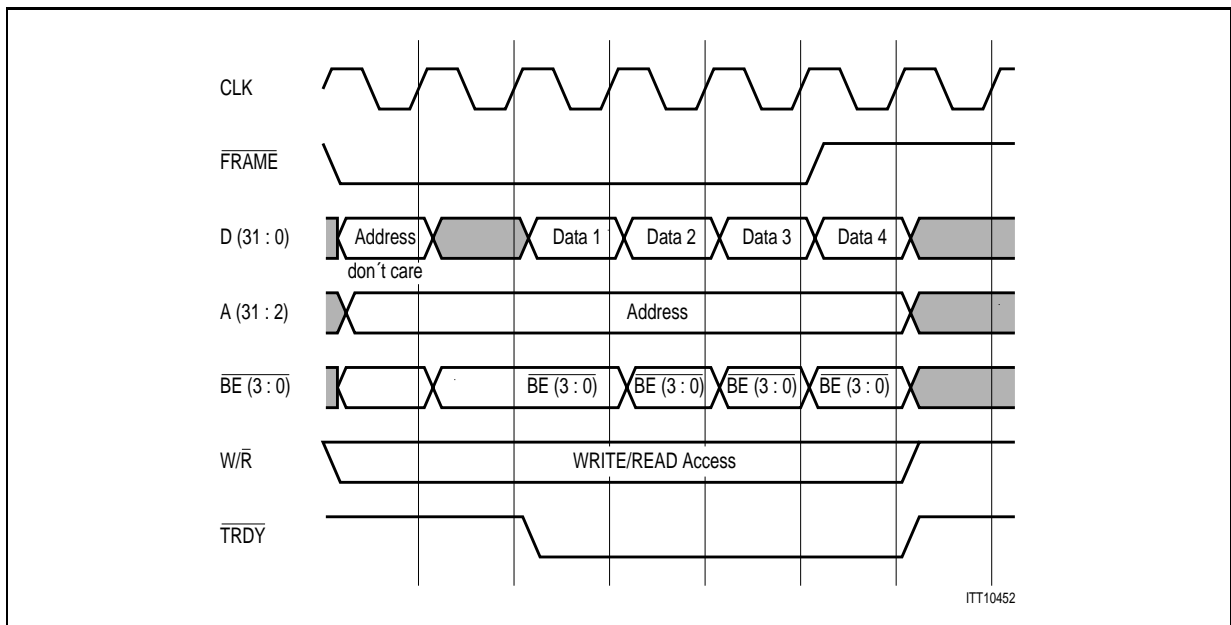 CLK
FRAME
D (31 : 0) Address Data 1 Data 2 Data 3 Data 4
don´t care
A (31 : 2) Address
BE (3 : 0) BE (3 : 0) BE (3 : 0) BE (3 : 0) BE (3 : 0)
W/R WRITE/READ Access
TRDY
ITT10452